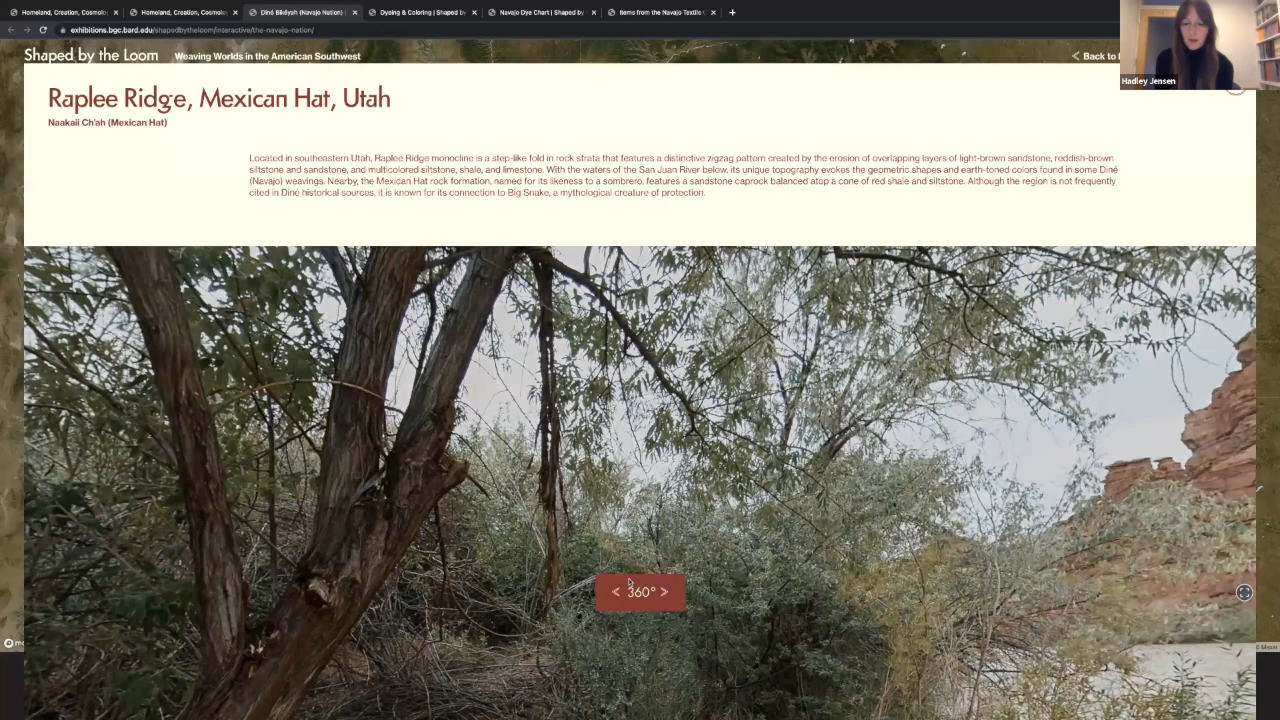 Homeland, Creation, Cosmolo
Homeland, Creation, Cosmolo
Diné Bikéyah (Navajo Nation) |
Dyeing & Coloring | Shaped by
Navajo Dye Chart | Shaped by
Items from the Navajo Textile
exhibitions.bgc.bard.edu/shapedbytheloom/interactive/the-navajo-nation/
Shaped by the Loom Weaving Worlds in the American Southwest
< Back to
Hadley Jensen
Raplee Ridge, Mexican Hat, Utah
Naakaii Ch'ah (Mexican Hat)
Located in southeastern Utah, Raplee Ridge monocline is a step-like fold in rock strata that features a distinctive zigzag pattern created by the erosion of overlapping layers of light-brown sandstone, reddish-brown
siltstone and sandstone, and multicolored siltstone, shale, and limestone. With the waters of the San Juan River below, its unique topography evokes the geometric shapes and earth-toned colors found in some Diné
(Navajo) weavings. Nearby, the Mexican Hat rock formation, named for its likeness to a sombrero, features a sandstone caprock balanced atop a cone of red shale and siltstone. Although the region is not frequently
cited in Diné historical sources, it is known for its connection to Big Snake, a mythological creature of protection.
< 360° >